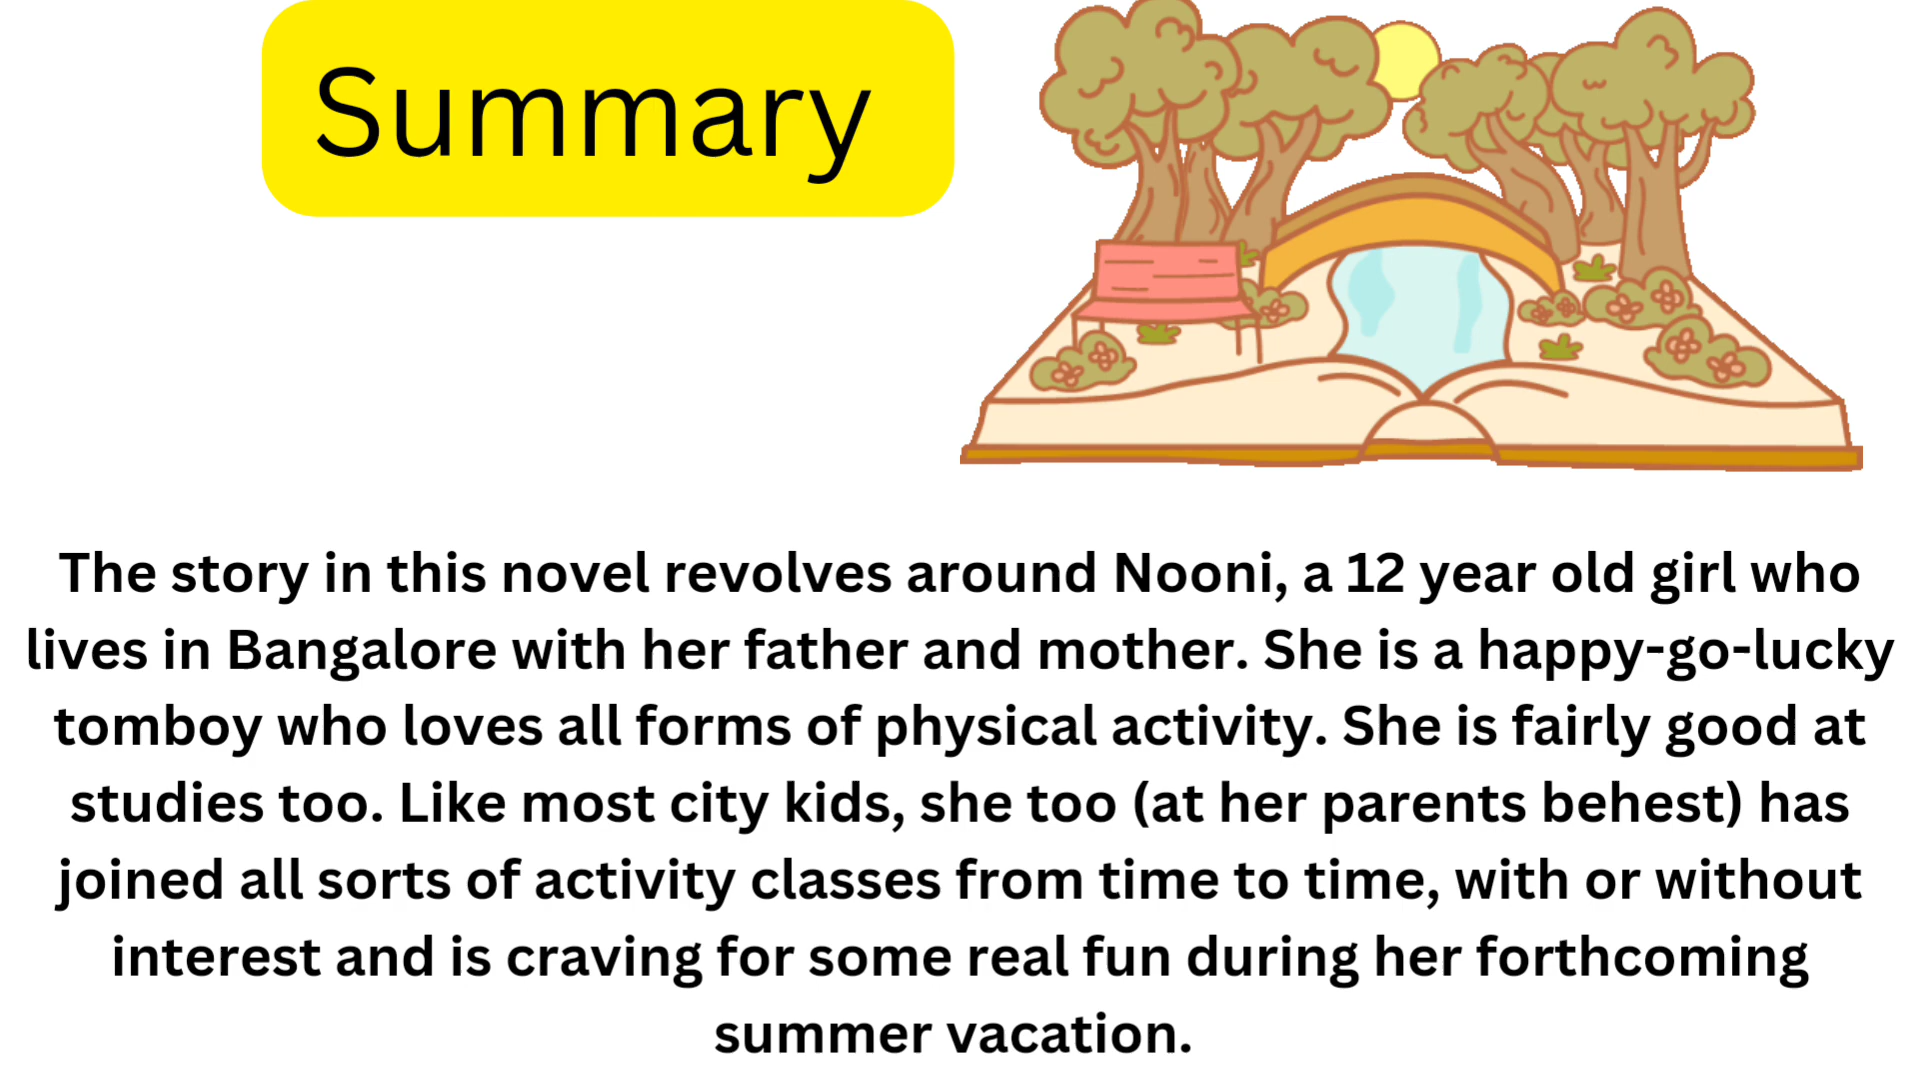 Summary
The story in this novel revolves around Nooni, a 12 year old girl who
lives in Bangalore with her father and mother. She is a happy-go-lucky
tomboy who loves all forms of physical activity. She is fairly good at
studies too. Like most city kids, she too (at her parents behest) has
joined all sorts of activity classes from time to time, with or without
interest and is craving for some real fun during her forthcoming
summer vacation.